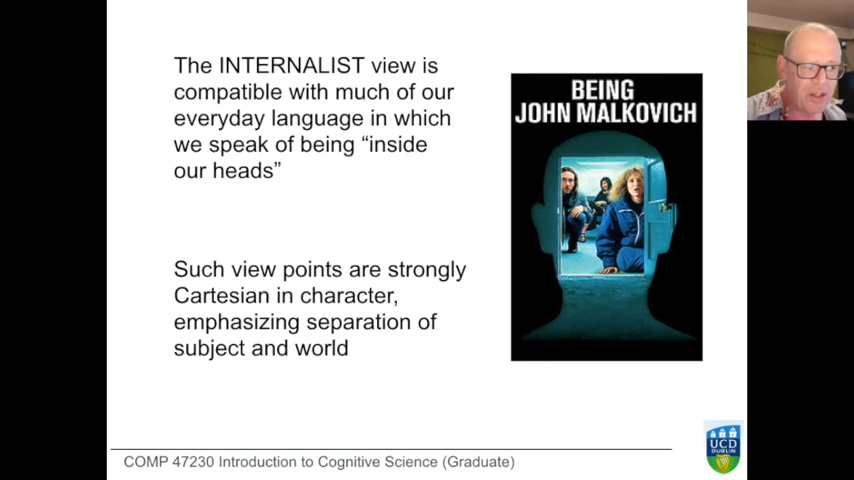 The INTERNALIST view is
compatible with much of our
everyday language in which
we speak of being “inside
our heads”
Such view points are strongly
Cartesian in character,
emphasizing separation of
subject and world
BEING
JOHN MALKOVICH
COMP 47230 Introduction to Cognitive Science (Graduate)
UCD
DUBLIN